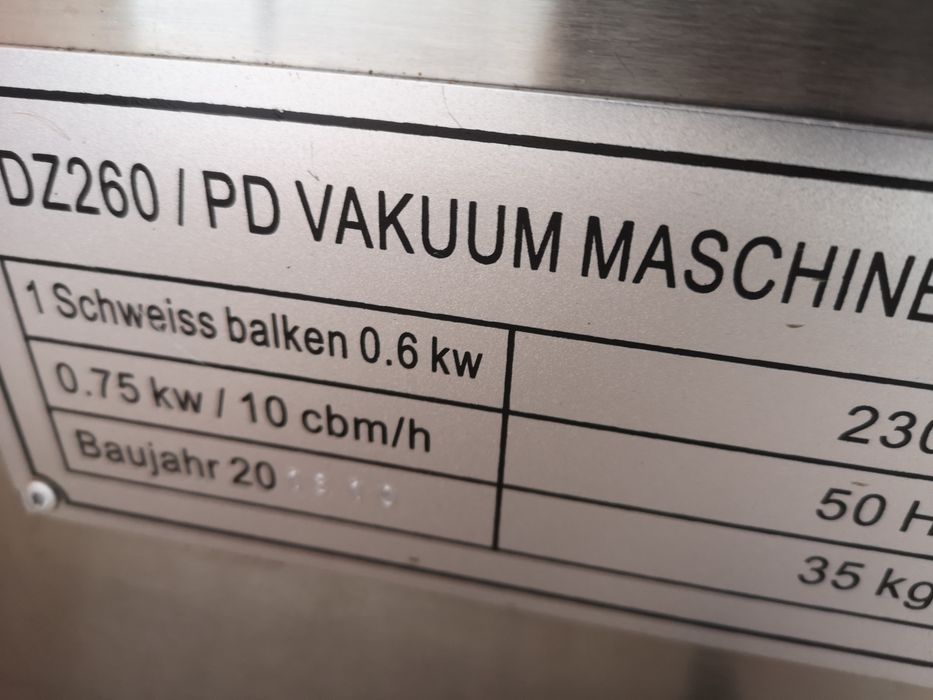 DZ260 / PD VAKUUM MASCHINE
1 Schweiss balken 0.6 kw
230
0.75 kw / 10 cbm/h
50 H
Baujahr 20
35 kg